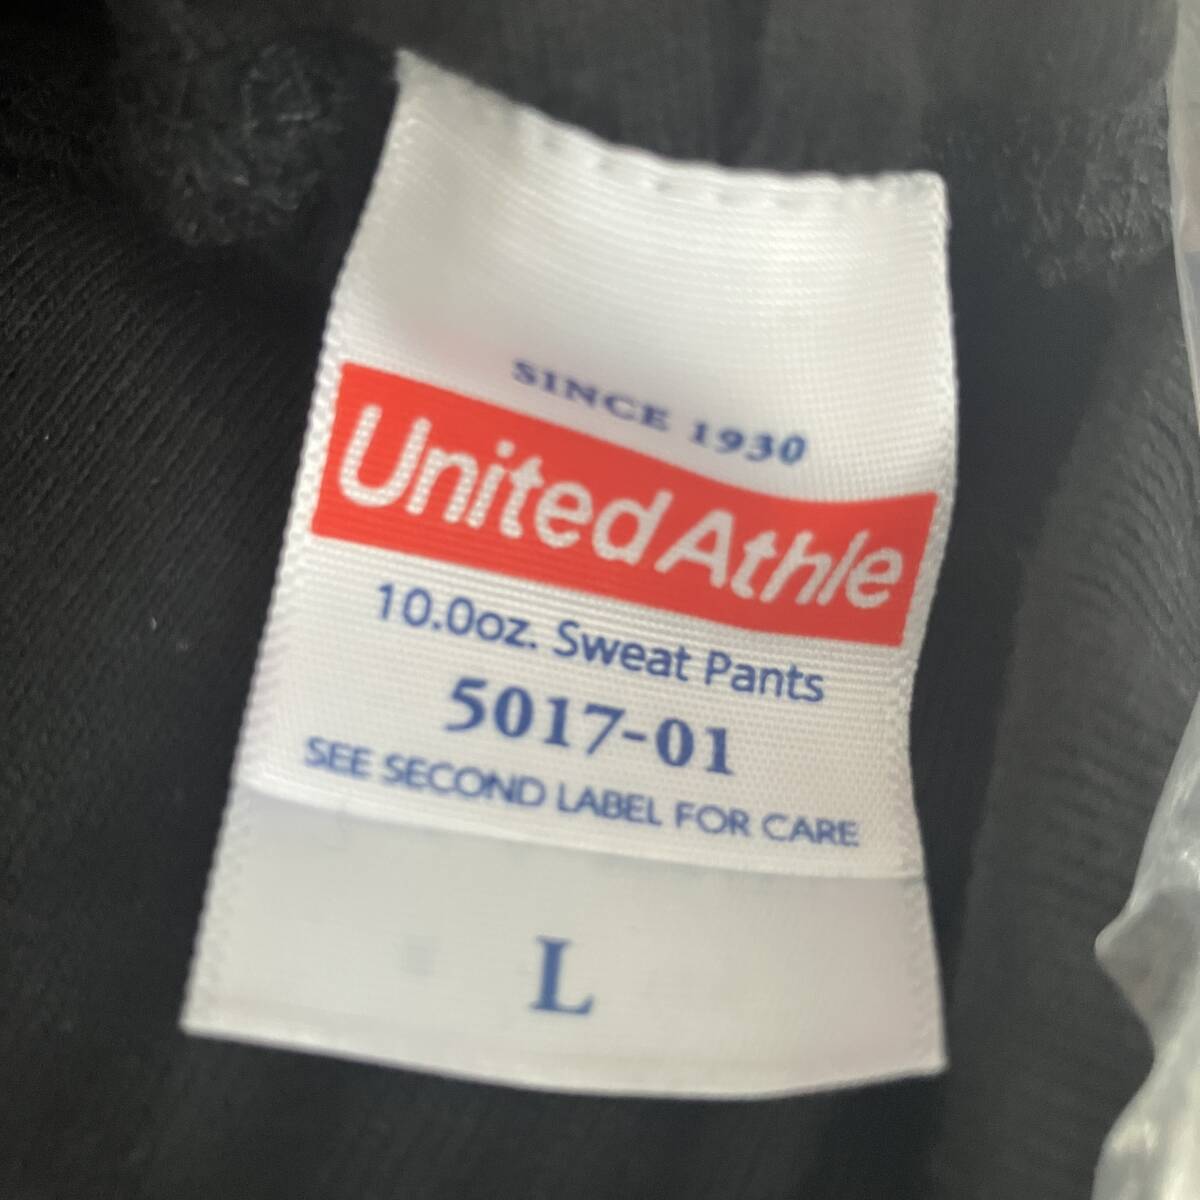 SINCE 1930
United Athle
10.0oz. Sweat Pants
5017-01
SEE SECOND LABEL FOR CARE
L